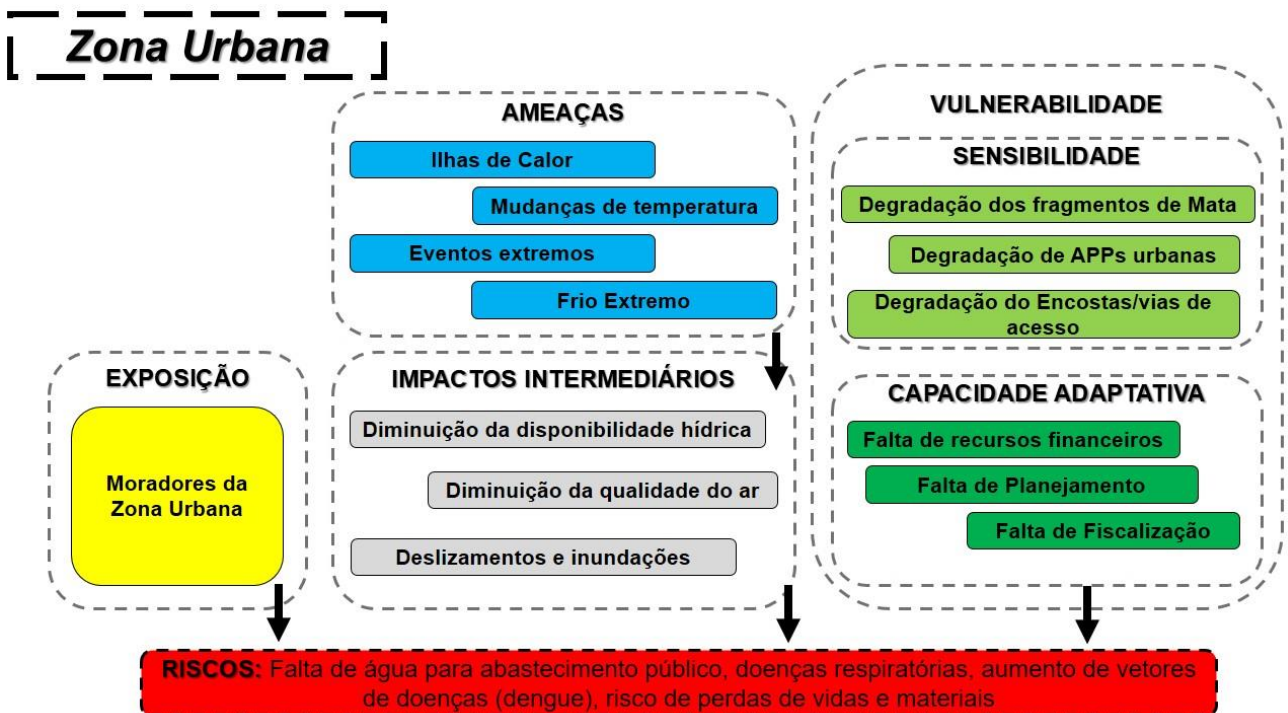 Zona Urbana
AMEAÇAS
Ilhas de Calor
Mudanças de temperatura
Eventos extremos
Frio Extremo
VULNERABILIDADE
SENSIBILIDADE
Degradação dos fragmentos de Mata
Degradação de APPs urbanas
Degradação do Encostas/vias de
acesso
EXPOSIÇÃO
Moradores da
Zona Urbana
IMPACTOS INTERMEDIÁRIOS
Diminuição da disponibilidade hídrica
Diminuição da qualidade do ar
Deslizamentos e inundações
CAPACIDADE ADAPTATIVA
Falta de recursos financeiros
Falta de Planejamento
Falta de Fiscalização
RISCOS: Falta de água para abastecimento público, doenças respiratórias, aumento de vetores
de doenças (dengue), risco de perdas de vidas e materiais